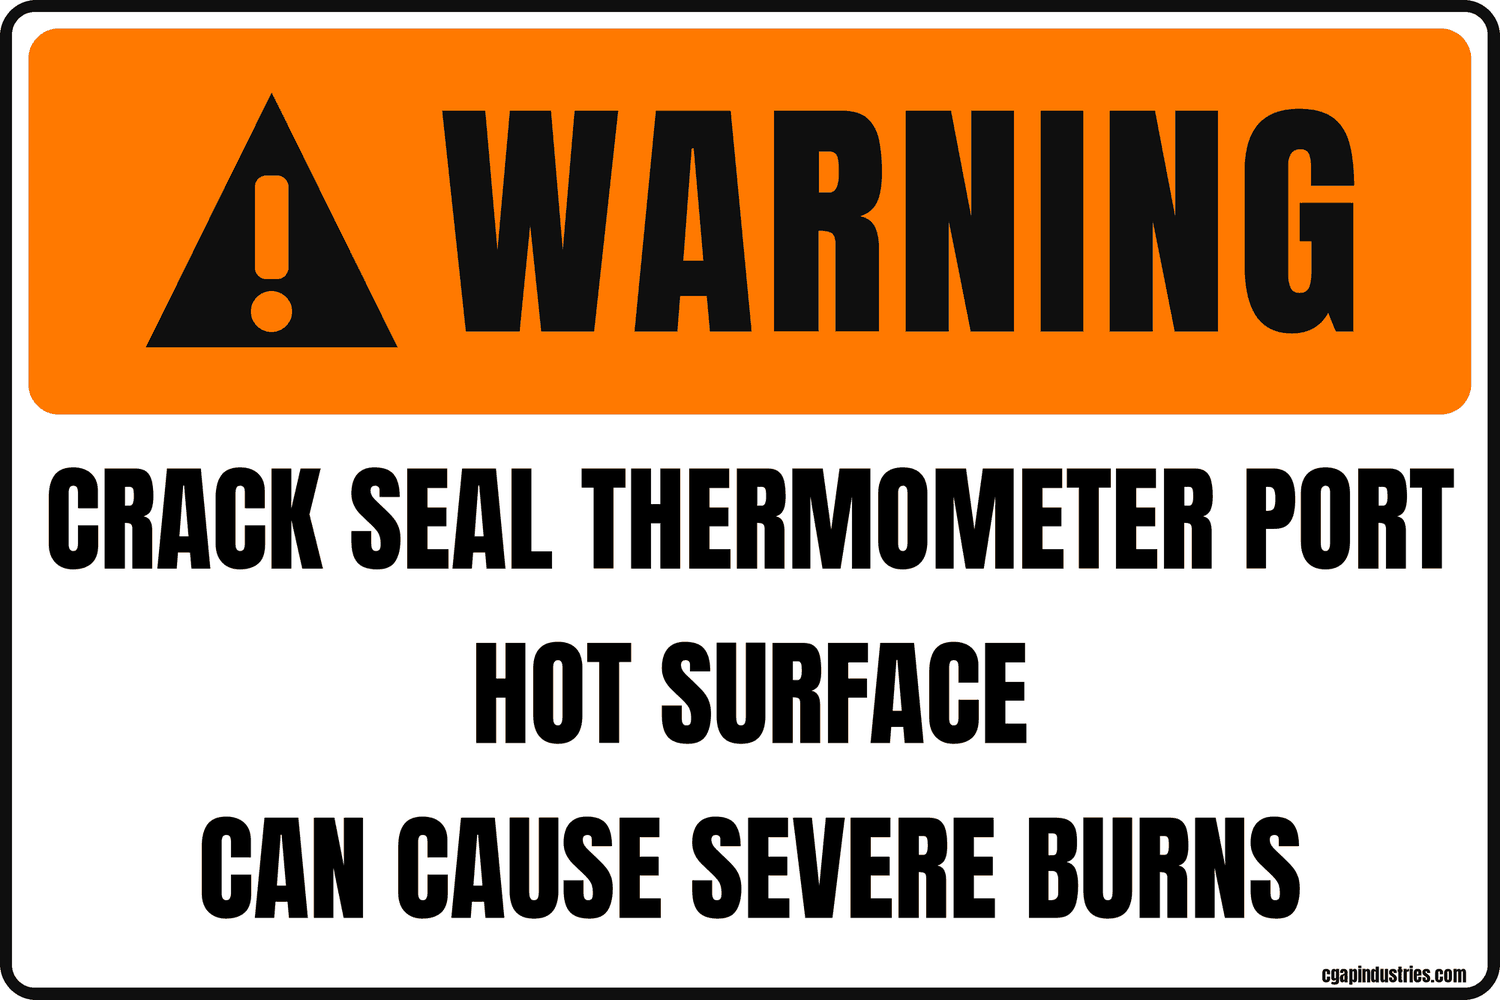 WARNING
CRACK SEAL THERMOMETER PORT
HOT SURFACE
CAN CAUSE SEVERE BURNS
cgapindustries.com